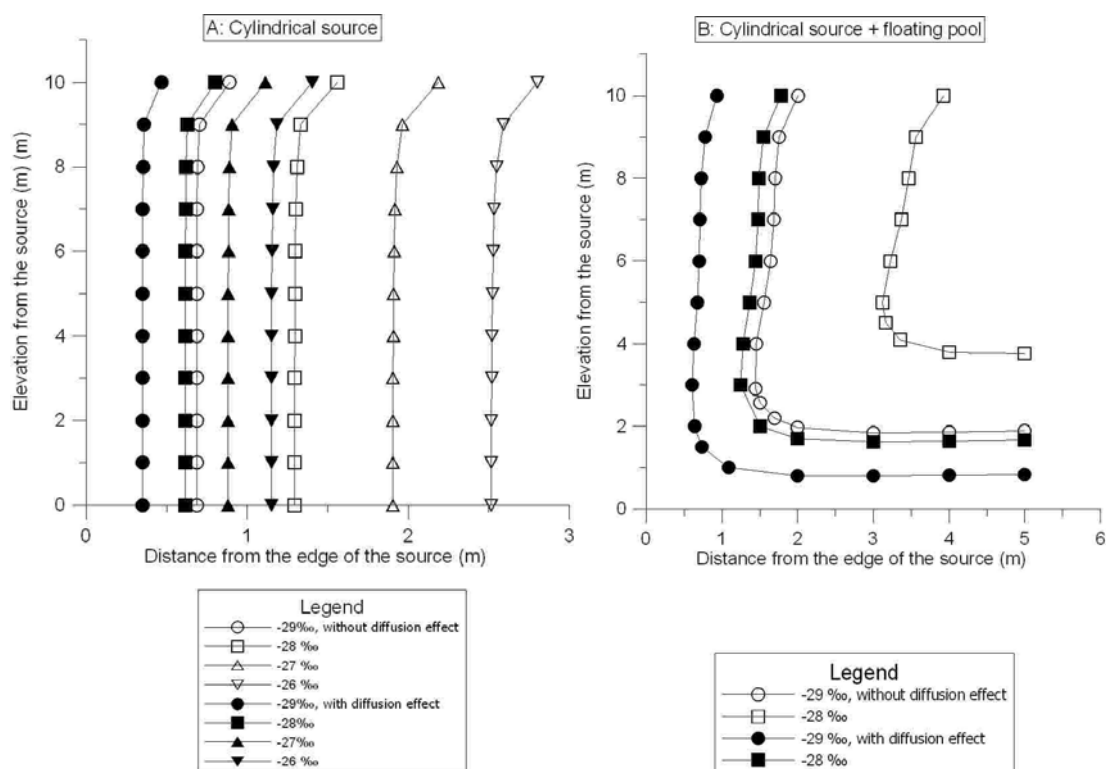 A: Cylindrical source
Elevation from the source (m) (m)
10
8
6
4
2
0
0
1
2
3
Distance from the edge of the source (m)
Legend
-29‰, without diffusion effect
-28 ‰
-27 ‰
-26 ‰
-29‰, with diffusion effect
-28‰
-27‰
-26 ‰
B: Cylindrical source + floating pool
Elevation from the source (m)
10
8
6
4
2
0
0
1
2
3
4
5
6
Distance from the edge of the source (m)
Legend
-29 ‰, without diffusion effect
-28 ‰
-29 ‰, with diffusion effect
-28 ‰